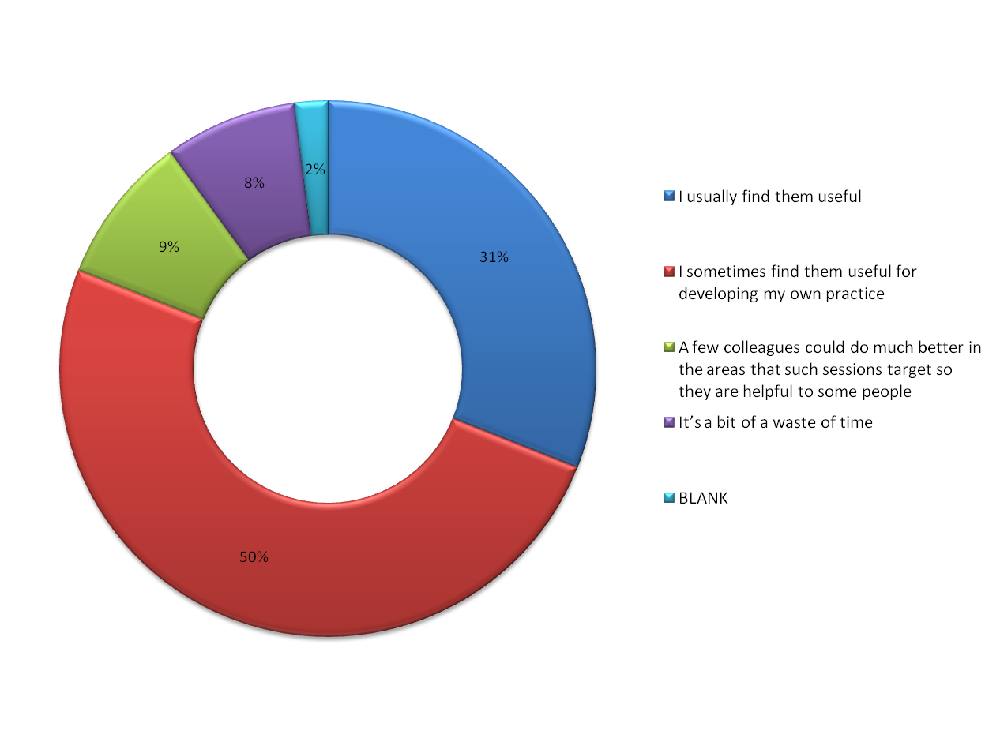 2%
8%
9%
31%
50%
I usually find them useful
I sometimes find them useful for
developing my own practice
A few colleagues could do much better in
the areas that such sessions target so
they are helpful to some people
It’s a bit of a waste of time
BLANK